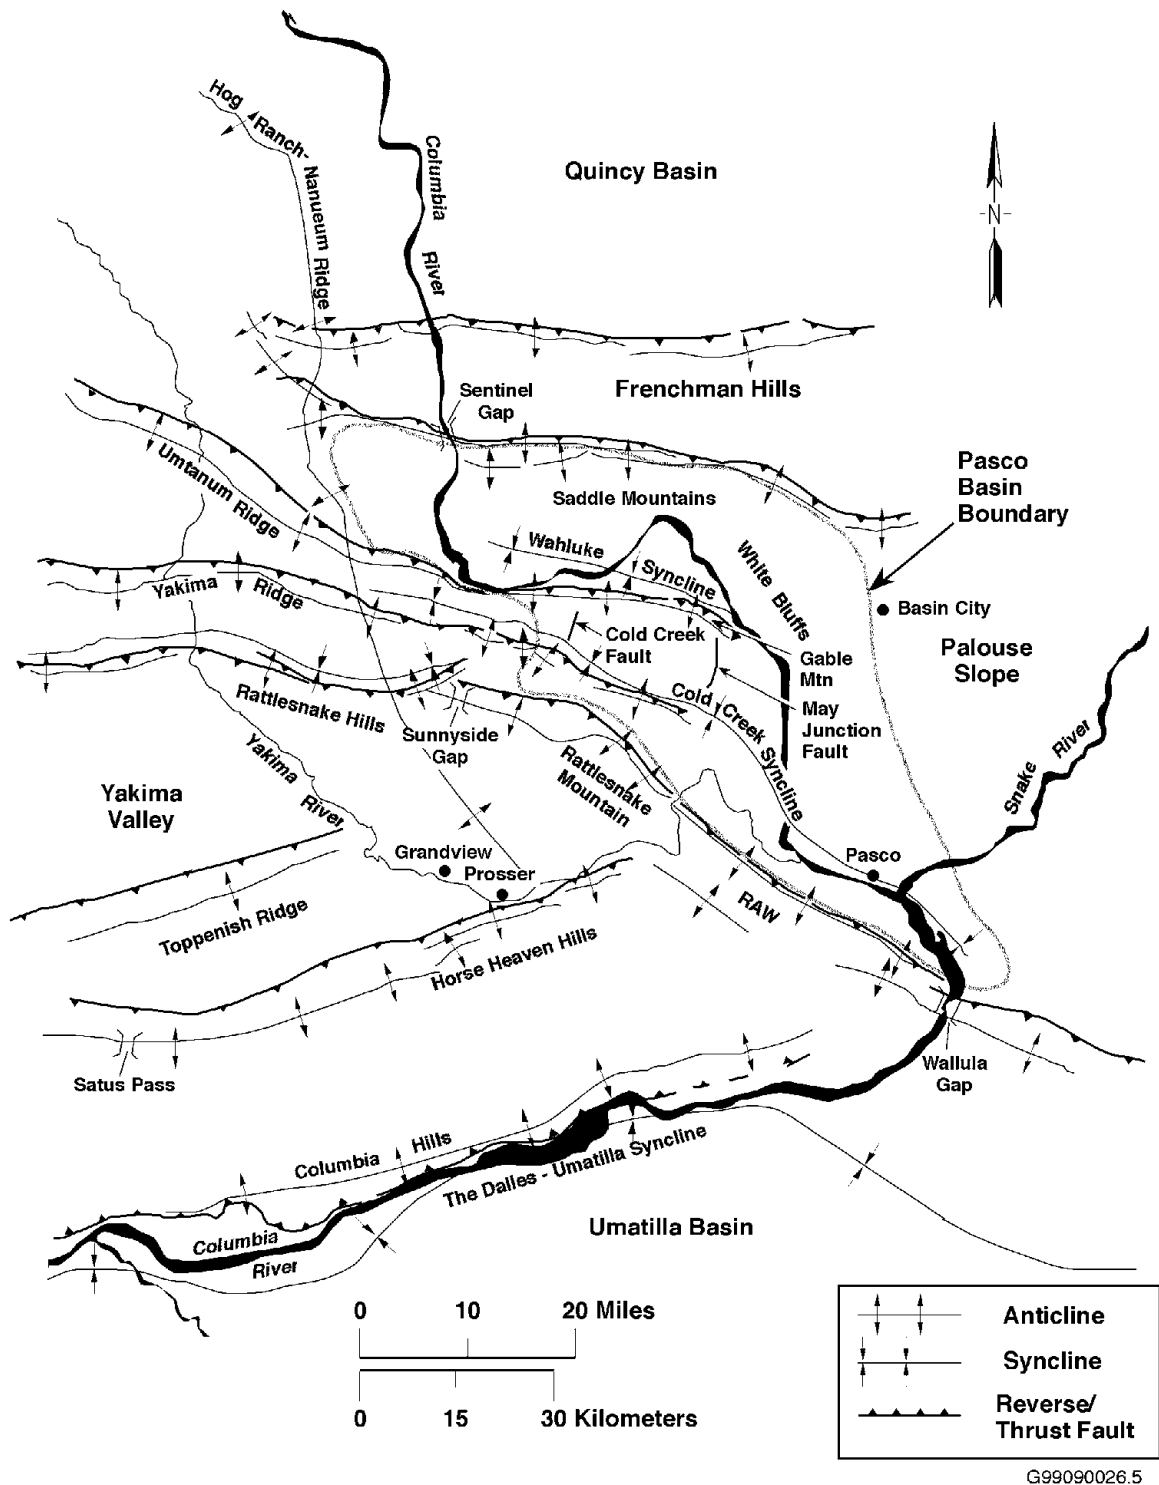 Hog
Ranch-
Nanueum Ridge
Columbia
River
Quincy Basin
-N-
Sentinel
Gap
Frenchman Hills
Umtanum Ridge
Saddle Mountains
Pasco
Basin
Boundary
Wahluke
Syncline
White Bluffs
Yakima
Ridge
Basin City
Cold Creek
Fault
Palouse
Slope
Gable
Mtn
Rattlesnake Hills
Cold Creek Syncline
May
Junction
Fault
Sunnyside
Gap
Yakima
River
Rattlesnake
Mountain
Snake
River
Yakima
Valley
Grandview
Prosser
Pasco
RAW
Toppenish Ridge
Horse Heaven Hills
Satus Pass
Wallula
Gap
Columbia
Hills
The Dalles - Umatilla Syncline
Columbia
River
Umatilla Basin
0
10
20 Miles
0
15
30 Kilometers
Anticline
Syncline
Reverse/
Thrust Fault
G99090026.5